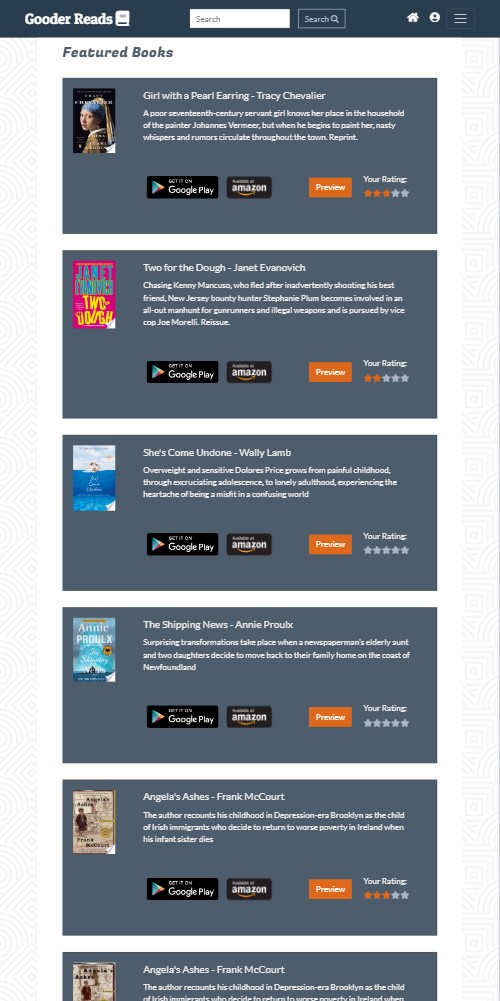 Gooder Reads
Search
Search
Featured Books
TRACY
CHEVALIER
Girl with a Pearl Earring - Tracy Chevalier
A poor seventeenth-century servant girl knows her place in the household
of the painter Johannes Vermeer, but when he begins to paint her, nasty
whispers and rumors circulate throughout the town. Reprint.
GET IT ON
Google Play
Available at
amazon
Preview
Your Rating:
JANET
EVANOVICH
TWO
DOUGH
Two for the Dough - Janet Evanovich
Chasing Kenny Mancuso, who fled after inadvertently shooting his best
friend, New Jersey bounty hunter Stephanie Plum becomes involved in an
all-out manhunt for gunrunners and illegal weapons and is pursued by vice
cop Joe Morelli. Reissue.
GET IT ON
Google Play
Available at
amazon
Preview
Your Rating:
She's Come Undone - Wally Lamb
Overweight and sensitive Dolores Price grows from painful childhood,
through excruciating adolescence, to lonely adulthood, experiencing the
heartache of being a misfit in a confusing world
GET IT ON
Google Play
Available at
amazon
Preview
Your Rating:
Annie
PROULX
The
Shipping
The Shipping News - Annie Proulx
Surprising transformations take place when a newspaperman's elderly aunt
and two daughters decide to move back to their family home on the coast of
Newfoundland
GET IT ON
Google Play
Available at
amazon
Preview
Your Rating:
Angela's
Ashes
Frank
McCourt
Angela's Ashes - Frank McCourt
The author recounts his childhood in Depression-era Brooklyn as the child
of Irish immigrants who decide to return to worse poverty in Ireland when
his infant sister dies
GET IT ON
Google Play
Available at
amazon
Preview
Your Rating:
Angela's
Ashes
Angela's Ashes - Frank McCourt
The author recounts his childhood in Depression-era Brooklyn as the child
of Irish immigrants who decide to return to worse poverty in Ireland when